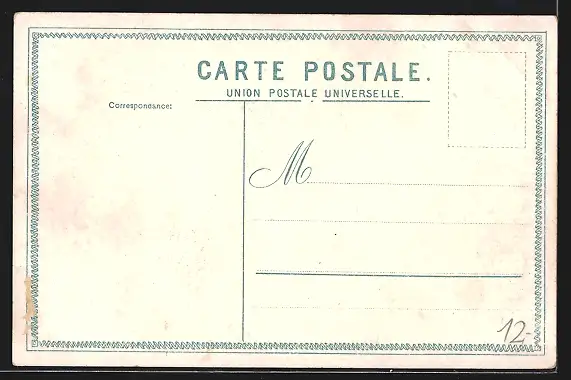 CARTE POSTALE.
UNION POSTALE UNIVERSELLE.
Correspondance:
M
12-